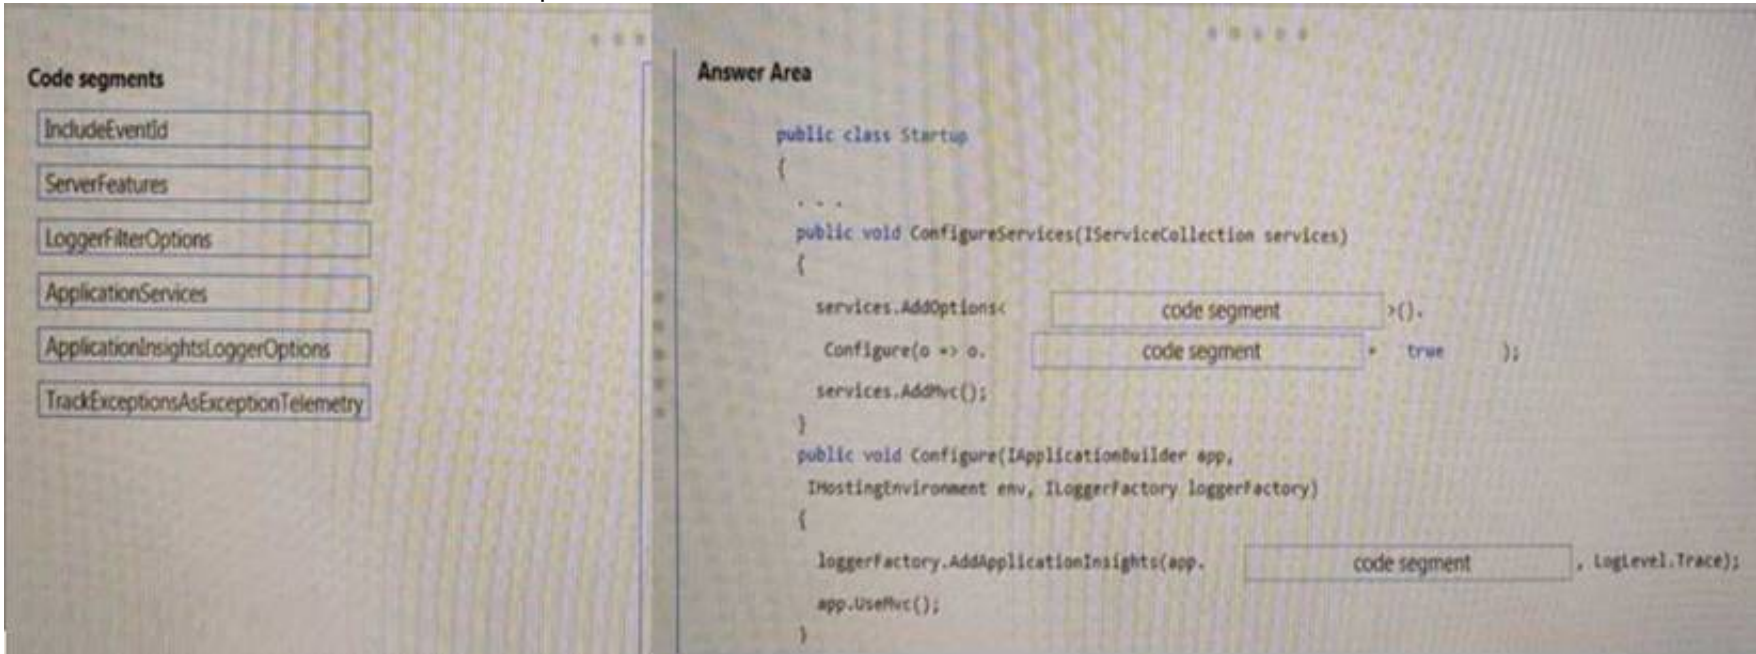 Code segments
IncludeEventId
ServerFeatures
LoggerFilterOptions
ApplicationServices
ApplicationInsightsLoggerOptions
TrackExceptionsAsExceptionTelemetry
Answer Area
public class Startup
{
. . .
public void ConfigureServices(IServiceCollection services)
{
services.AddOptions< code segment >().
Configure(o => o. code segment = true );
services.AddMvc();
}
public void Configure(IApplicationBuilder app,
IHostingEnvironment env, ILoggerFactory loggerFactory)
{
loggerFactory.AddApplicationInsights(app. code segment , LogLevel.Trace);
app.UseMvc();
}